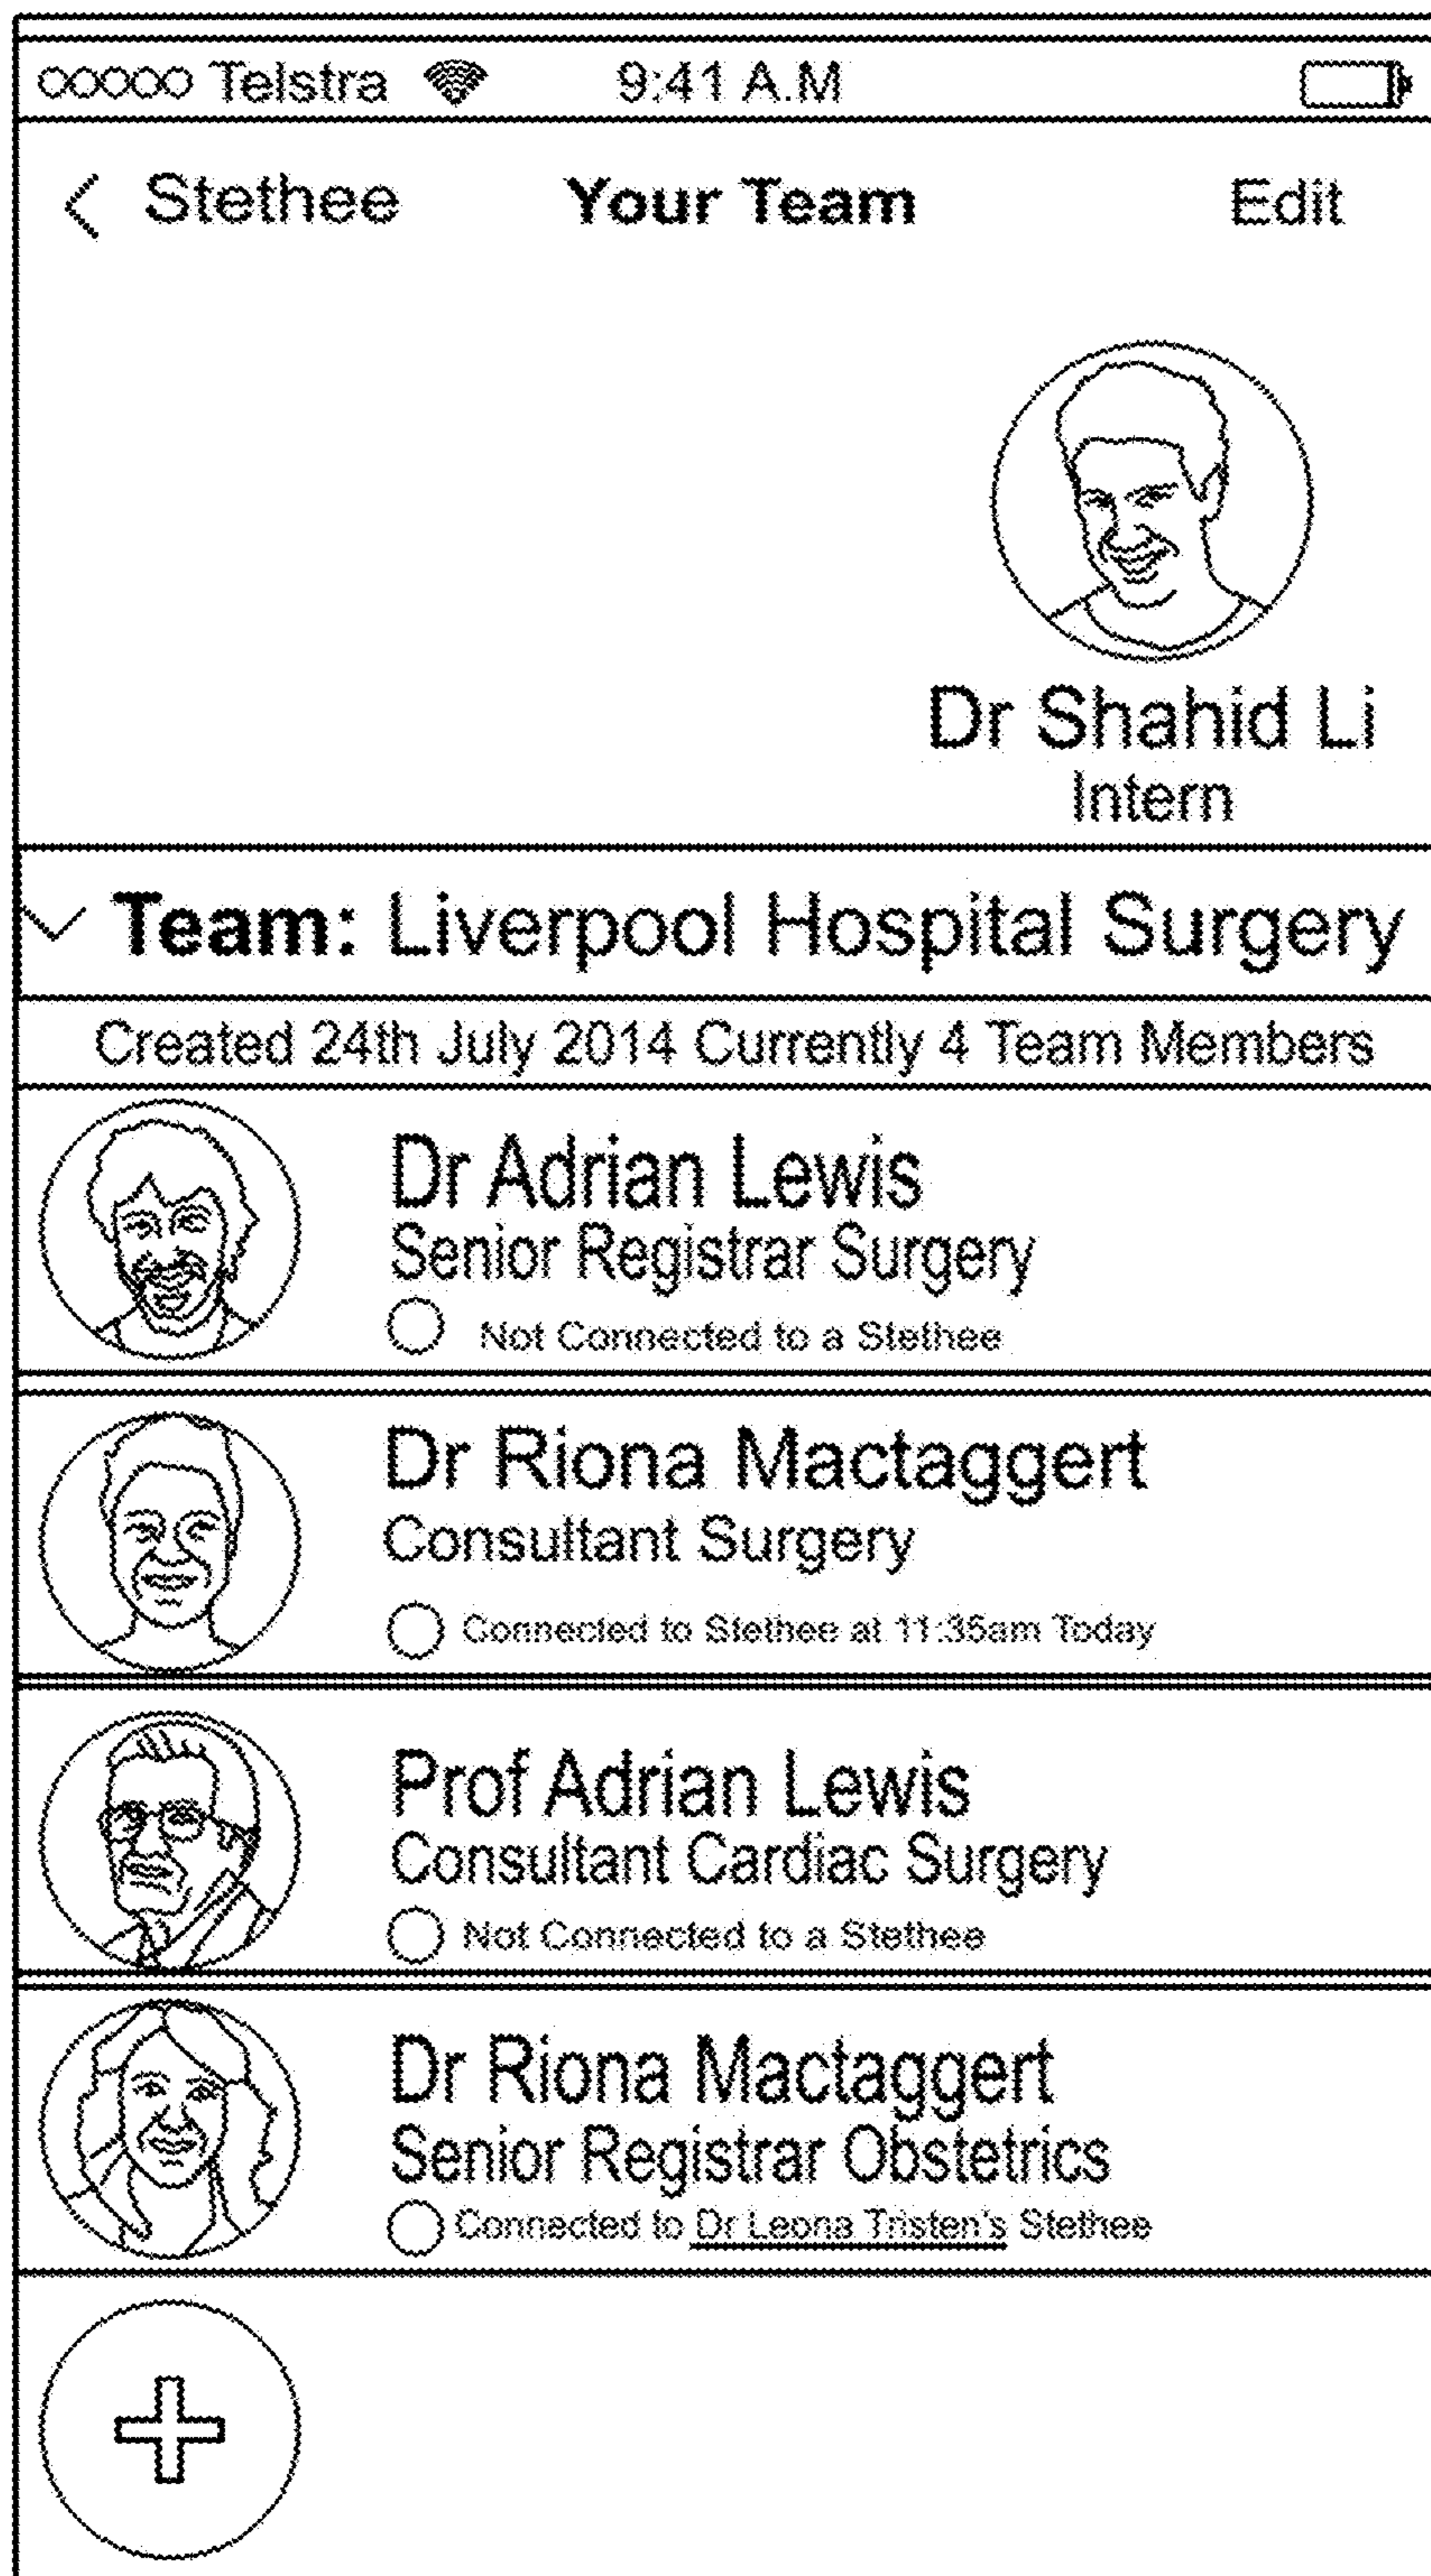 Telstra 9:41 A.M
Stethee Your Team Edit
Dr Shahid Li
Intern
Team: Liverpool Hospital Surgery
Created 24th July 2014 Currently 4 Team Members
Dr Adrian Lewis
Senior Registrar Surgery
Not Connected to a Stethee
Dr Riona Mactaggert
Consultant Surgery
Connected to Stethee at 11:35am Today
Prof Adrian Lewis
Consultant Cardiac Surgery
Not Connected to a Stethee
Dr Riona Mactaggert
Senior Registrar Obstetrics
Connected to Dr Leona Tristen's Stethee